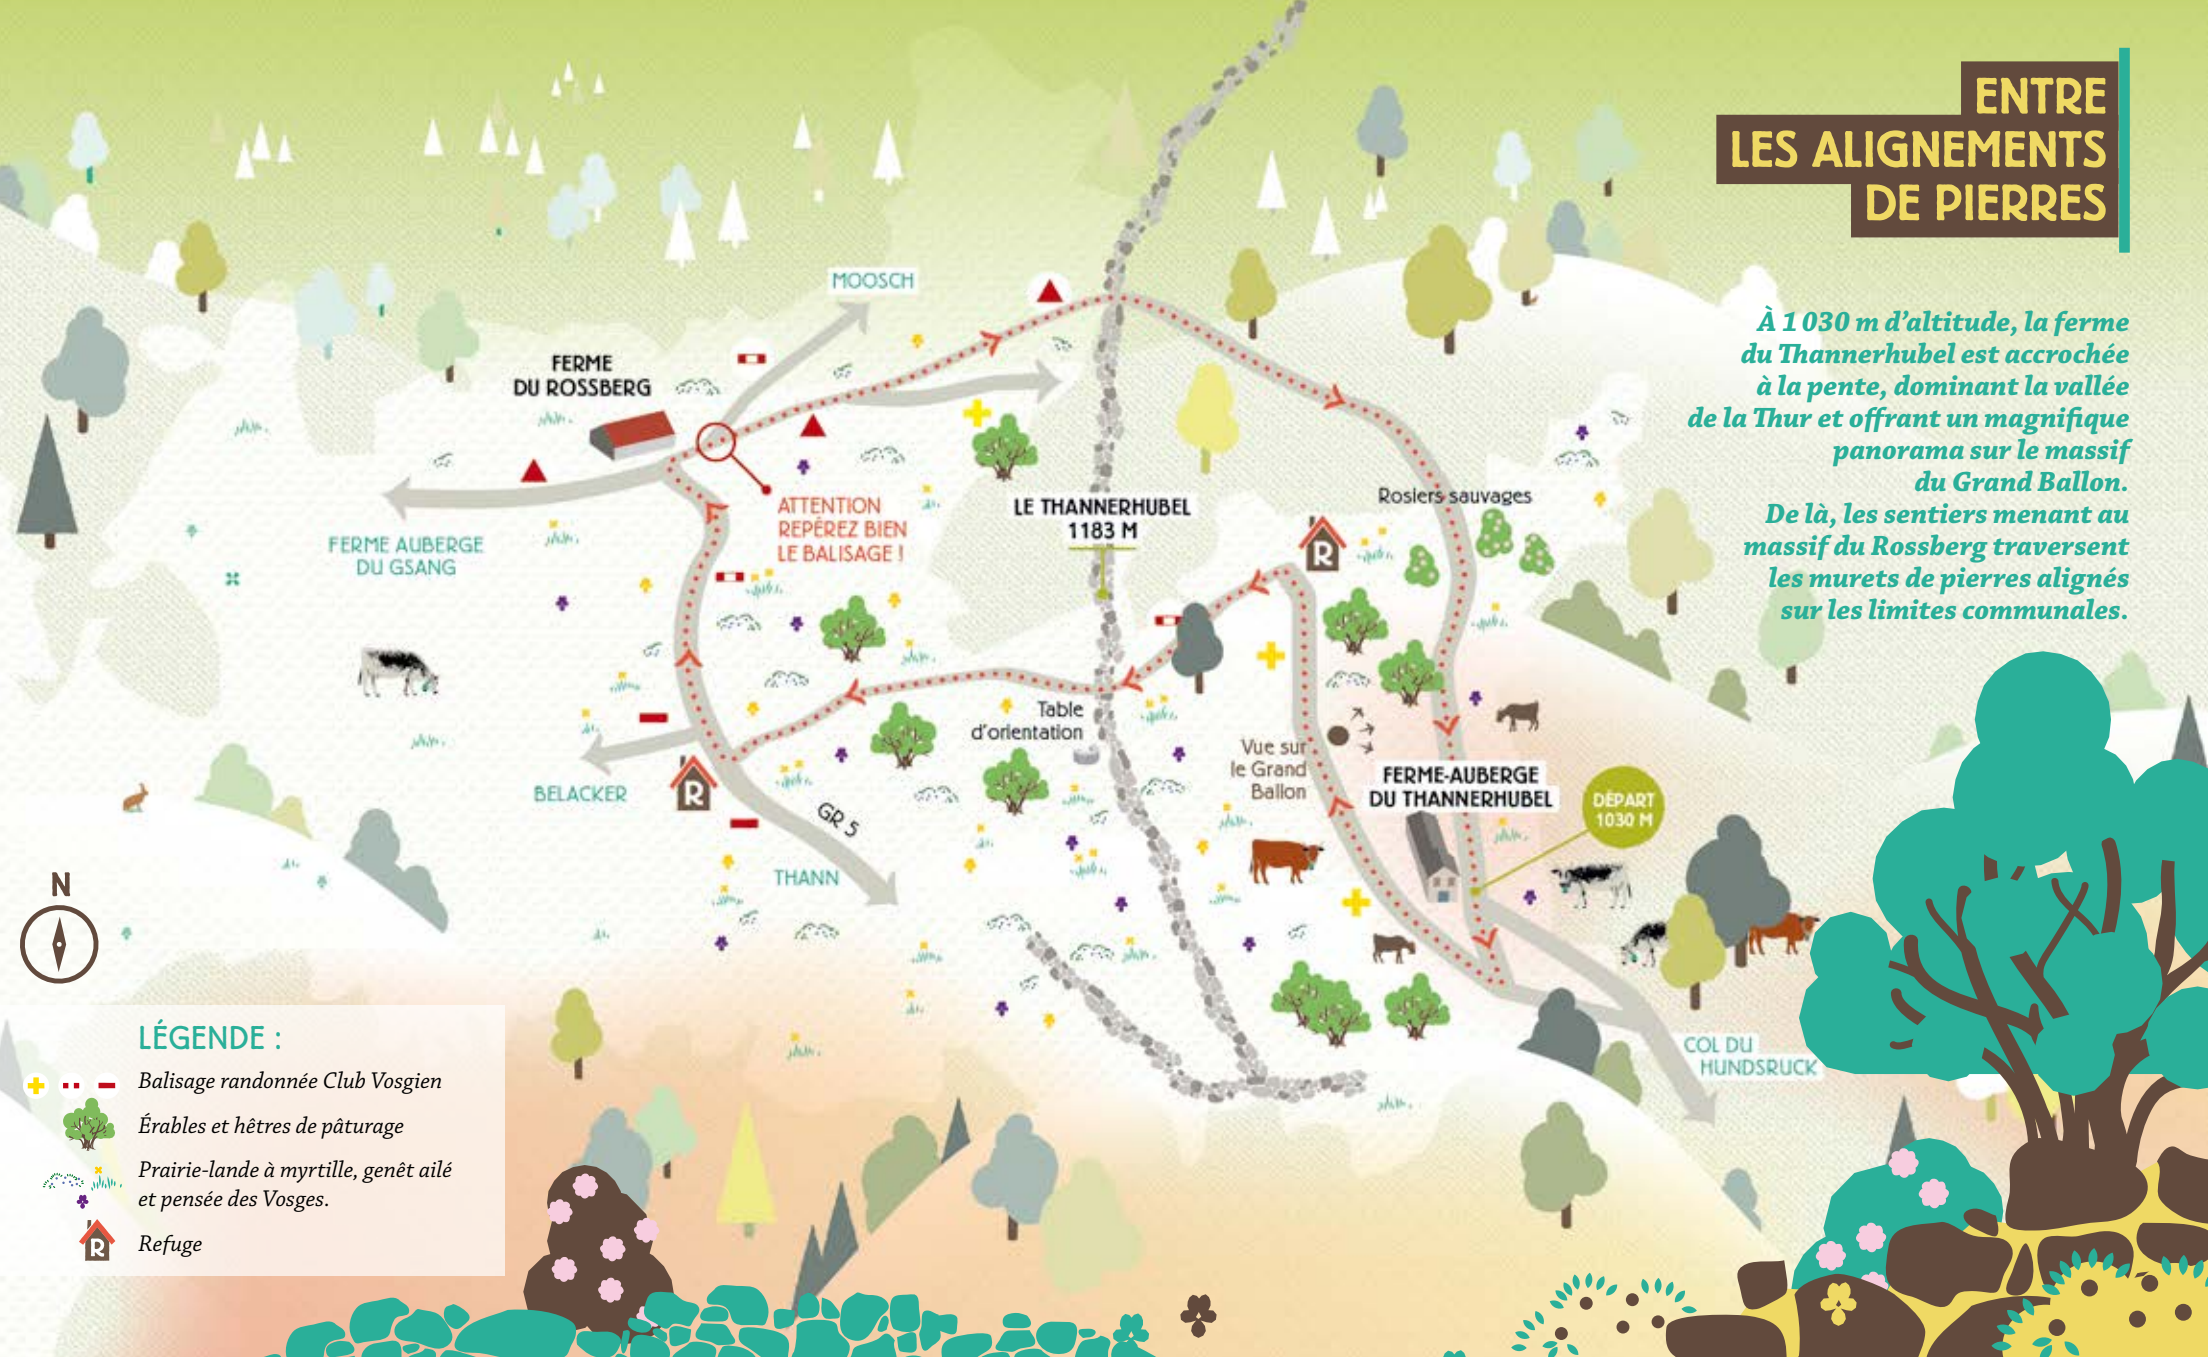 ENTRE
LES ALIGNEMENTS
DE PIERRES
À 1 030 m d'altitude, la ferme
du Thannerhubel est accrochée
à la pente, dominant la vallée
de la Thur et offrant un magnifique
panorama sur le massif
du Grand Ballon.
De là, les sentiers menant au
massif du Rossberg traversent
les murets de pierres alignés
sur les limites communales.
MOOSCH
FERME
DU ROSSBERG
ATTENTION
REPÉREZ BIEN
LE BALISAGE !
FERME AUBERGE
DU GSANG
LE THANNERHUBEL
1183 M
Rosiers sauvages
R
Table
d'orientation
Vue sur
le Grand
Ballon
FERME-AUBERGE
DU THANNERHUBEL
DÉPART
1030 M
BELACKER
R
GR 5
THANN
COL DU
HUNDSRUCK
N
LÉGENDE :
Balisage randonnée Club Vosgien
Érables et hêtres de pâturage
Prairie-lande à myrtille, genêt ailé
et pensée des Vosges.
R
Refuge